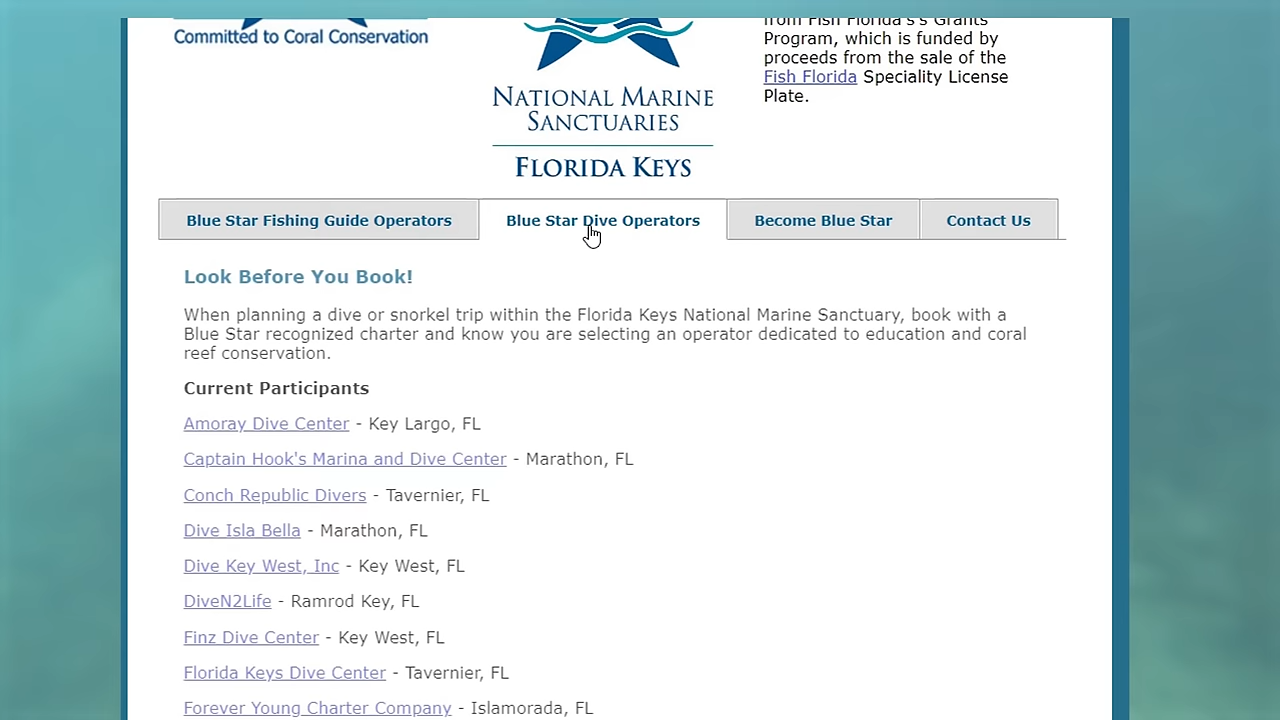 Committed to Coral Conservation
NATIONAL MARINE
SANCTUARIES
FLORIDA KEYS
from Fish Florida's's Grants
Program, which is funded by
proceeds from the sale of the
Fish Florida Speciality License
Plate.
Blue Star Fishing Guide Operators
Blue Star Dive Operators
Become Blue Star
Contact Us
Look Before You Book!
When planning a dive or snorkel trip within the Florida Keys National Marine Sanctuary, book with a
Blue Star recognized charter and know you are selecting an operator dedicated to education and coral
reef conservation.
Current Participants
Amoray Dive Center - Key Largo, FL
Captain Hook's Marina and Dive Center - Marathon, FL
Conch Republic Divers - Tavernier, FL
Dive Isla Bella - Marathon, FL
Dive Key West, Inc - Key West, FL
DiveN2Life - Ramrod Key, FL
Finz Dive Center - Key West, FL
Florida Keys Dive Center - Tavernier, FL
Forever Young Charter Company - Islamorada, FL